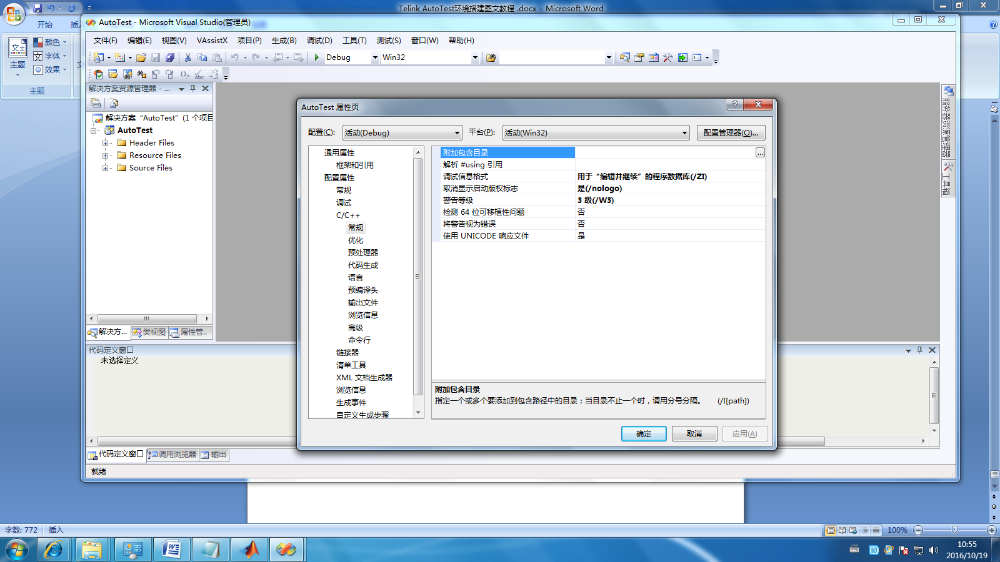 Telink AutoTest环境搭建图文教程 .docx - Microsoft Word
开始
插
颜色
字体
效果
主题
主题
AutoTest - Microsoft Visual Studio(管理员)
文件(F) 编辑(E) 视图(V) VAssistX 项目(P) 生成(B) 调试(D) 工具(T) 测试(S) 窗口(W) 帮助(H)
Debug Win32
解决方案资源管理器 - ...
解决方案 “AutoTest” (1 个项目
AutoTest
Header Files
Resource Files
Source Files
解决方... 类视图 属性管...
服务器资源管理器
工具箱
AutoTest 属性页
配置(C): 活动(Debug) 平台(P): 活动(Win32) 配置管理器(O)...
通用属性
框架和引用
配置属性
常规
调试
C/C++
常规
优化
预处理器
代码生成
语言
预编译头
输出文件
浏览信息
高级
命令行
链接器
清单工具
XML 文档生成器
浏览信息
生成事件
自定义生成步骤
附加包含目录 ...
解析 #using 引用
调试信息格式 用于 “编辑并继续” 的程序数据库(/ZI)
取消显示启动版权标志 是(/nologo)
警告等级 3 级(/W3)
检测 64 位可移植性问题 否
将警告视为错误 否
使用 UNICODE 响应文件 是
附加包含目录
指定一个或多个要添加到包含路径中的目录；当目录不止一个时，请用分号分隔。 (/I[path])
确定 取消 应用(A)
代码定义窗口
未选择定义
代码定义窗口 调用浏览器 输出
就绪
字数: 772 插入
100%
10:55
2016/10/19